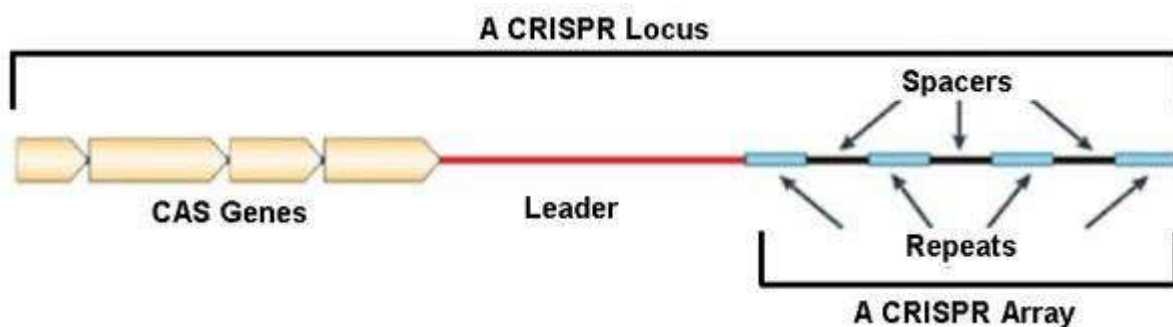 A CRISPR Locus
Spacers
CAS Genes
Leader
Repeats
A CRISPR Array